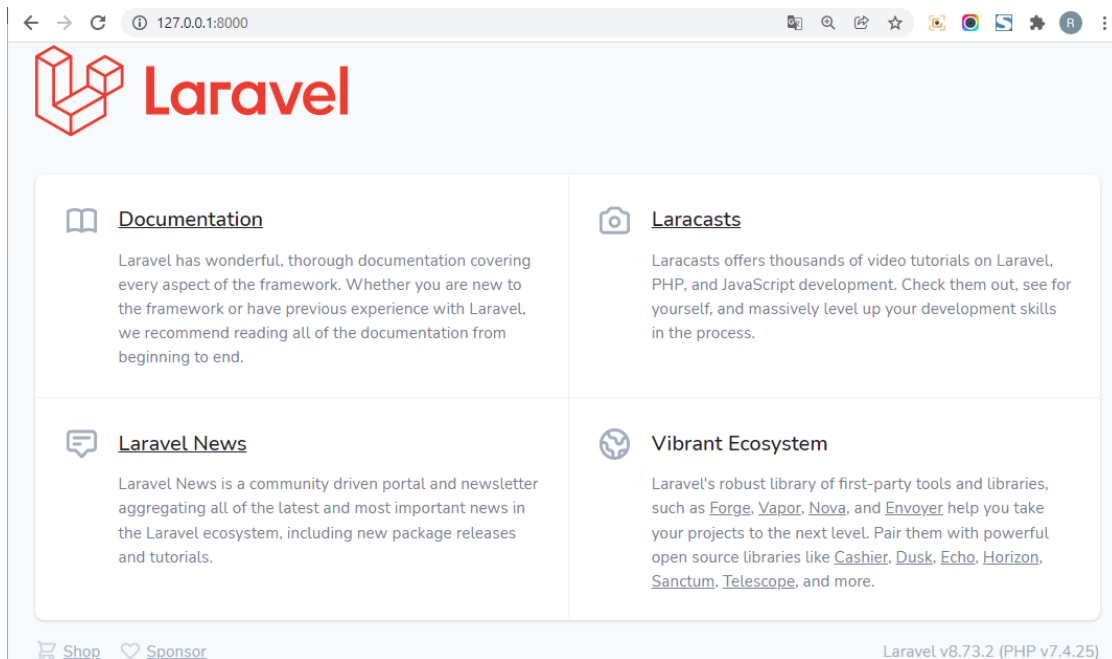 127.0.0.1:8000
R
Laravel
Documentation
Laravel has wonderful, thorough documentation covering
every aspect of the framework. Whether you are new to
the framework or have previous experience with Laravel,
we recommend reading all of the documentation from
beginning to end.
Laracasts
Laracasts offers thousands of video tutorials on Laravel,
PHP, and JavaScript development. Check them out, see for
yourself, and massively level up your development skills
in the process.
Laravel News
Laravel News is a community driven portal and newsletter
aggregating all of the latest and most important news in
the Laravel ecosystem, including new package releases
and tutorials.
Vibrant Ecosystem
Laravel's robust library of first-party tools and libraries,
such as Forge, Vapor, Nova, and Envoyer help you take
your projects to the next level. Pair them with powerful
open source libraries like Cashier, Dusk, Echo, Horizon,
Sanctum, Telescope, and more.
Shop
Sponsor
Laravel v8.73.2 (PHP v7.4.25)